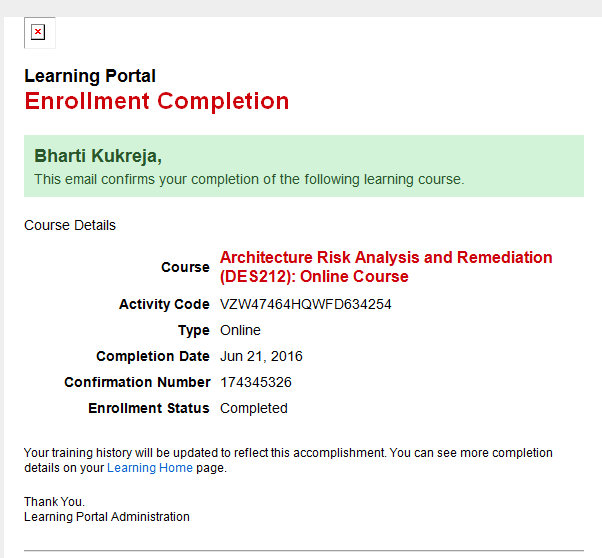 Learning Portal
Enrollment Completion
Bharti Kukreja,
This email confirms your completion of the following learning course.
Course Details
Course Architecture Risk Analysis and Remediation
(DES212): Online Course
Activity Code VZW47464HQWFD634254
Type Online
Completion Date Jun 21, 2016
Confirmation Number 174345326
Enrollment Status Completed
Your training history will be updated to reflect this accomplishment. You can see more completion
details on your Learning Home page.
Thank You.
Learning Portal Administration